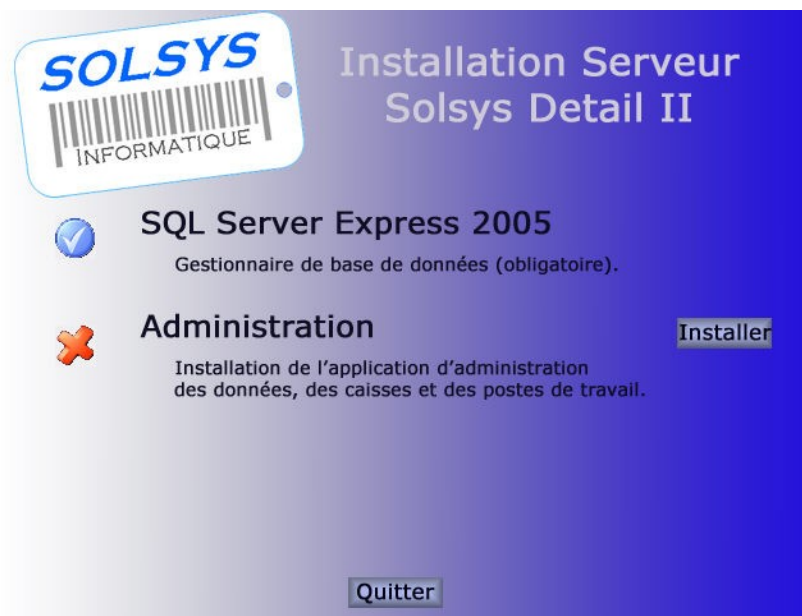 SOLSYS
INFORMATIQUE
Installation Serveur
Solsys Detail II
SQL Server Express 2005
Gestionnaire de base de données (obligatoire).
Administration
Installer
Installation de l'application d'administration
des données, des caisses et des postes de travail.
Quitter